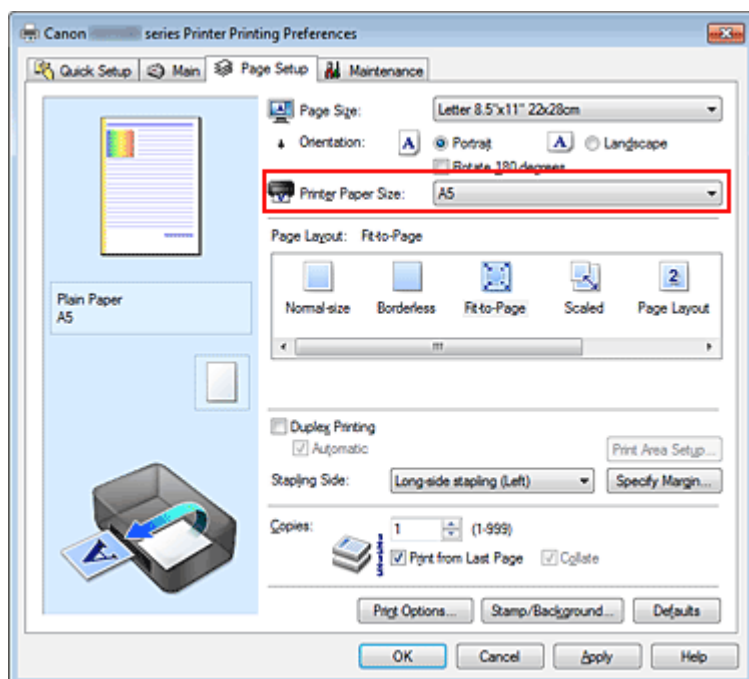 Canon series Printer Printing Preferences
Quick Setup Main Page Setup Maintenance
Page Size: Letter 8.5"x11" 22x28cm
Orientation: A Portrait A Landscape
Rotate 180 degrees
Printer Paper Size: A5
Page Layout: Fit-to-Page
2
Normal-size Borderless Fit-to-Page Scaled Page Layout
Plain Paper
A5
Duplex Printing
Automatic Print Area Setup...
Stapling Side: Long-side stapling (Left) Specify Margin...
Copies: 1 (1-999)
Print from Last Page Collate
A
Print Options... Stamp/Background... Defaults
OK Cancel Apply Help